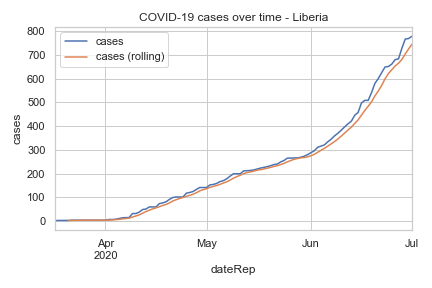 COVID-19 cases over time - Liberia
cases
cases (rolling)
800
700
600
500
400
300
200
100
0
cases
Apr
2020
May
Jun
Jul
dateRep